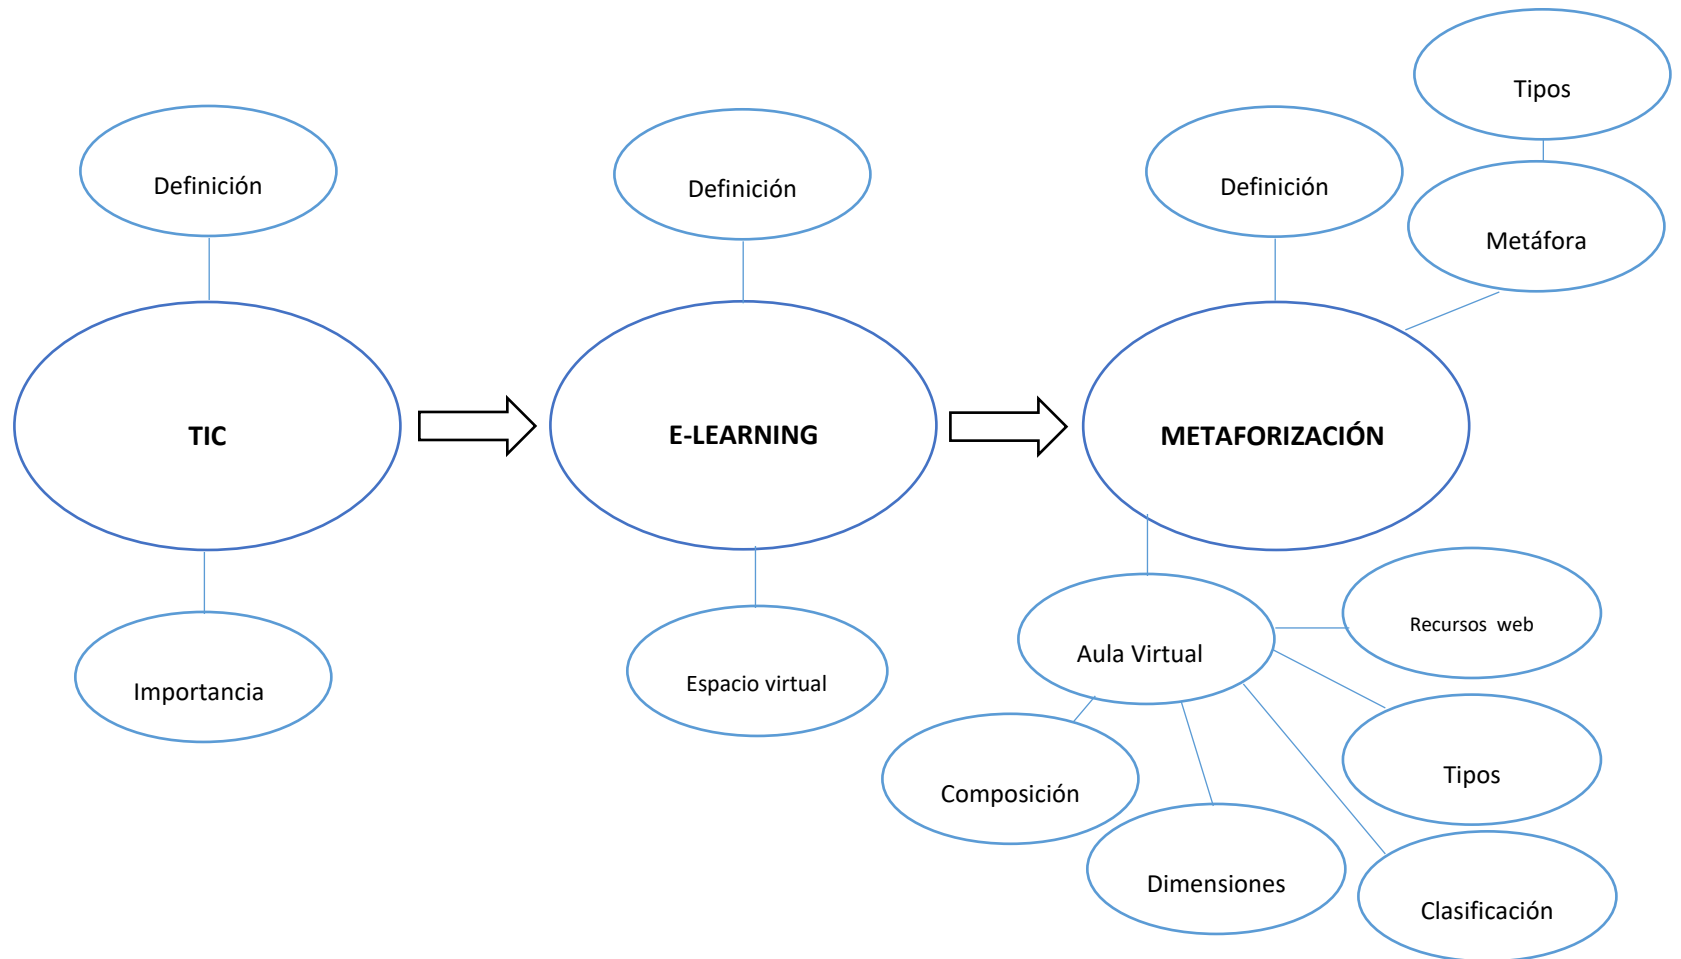 Tipos
Definición
Definición
Definición
Metáfora
TIC
E-LEARNING
METAFORIZACIÓN
Importancia
Espacio virtual
Aula Virtual
Recursos web
Composición
Tipos
Dimensiones
Clasificación